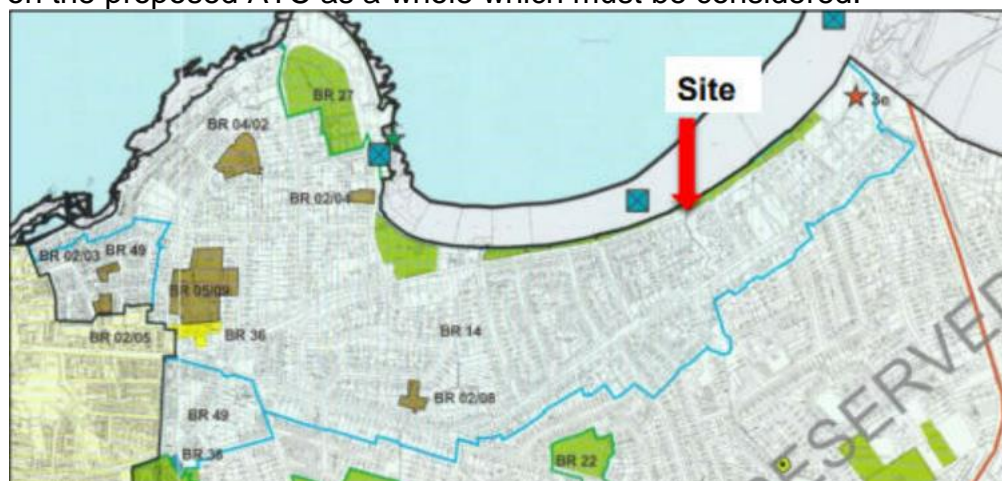 on the proposed ATC as a whole which must be considered.
Site
3e
BR 27
BR 04/02
BR 02/04
BR 02/03
BR 49
BR 05/09
BR 02/05
BR 36
BR 14
BR 02/08
BR 49
BR 38
BR 22
RESERVED